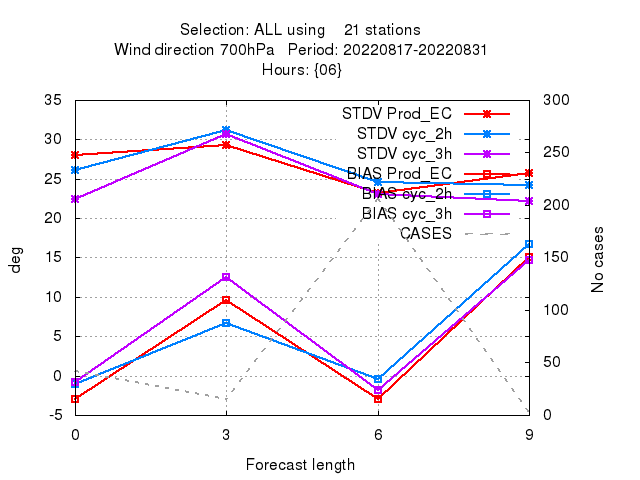 Selection: ALL using    21 stations
Wind direction 700hPa   Period: 20220817-20220831
Hours: {06}
STDV Prod_EC
STDV cyc_2h
STDV cyc_3h
BIAS Prod_EC
BIAS cyc_2h
BIAS cyc_3h
CASES
35
30
25
20
15
10
5
0
-5
deg
300
250
200
150
100
50
0
No cases
0 3 6 9
Forecast length